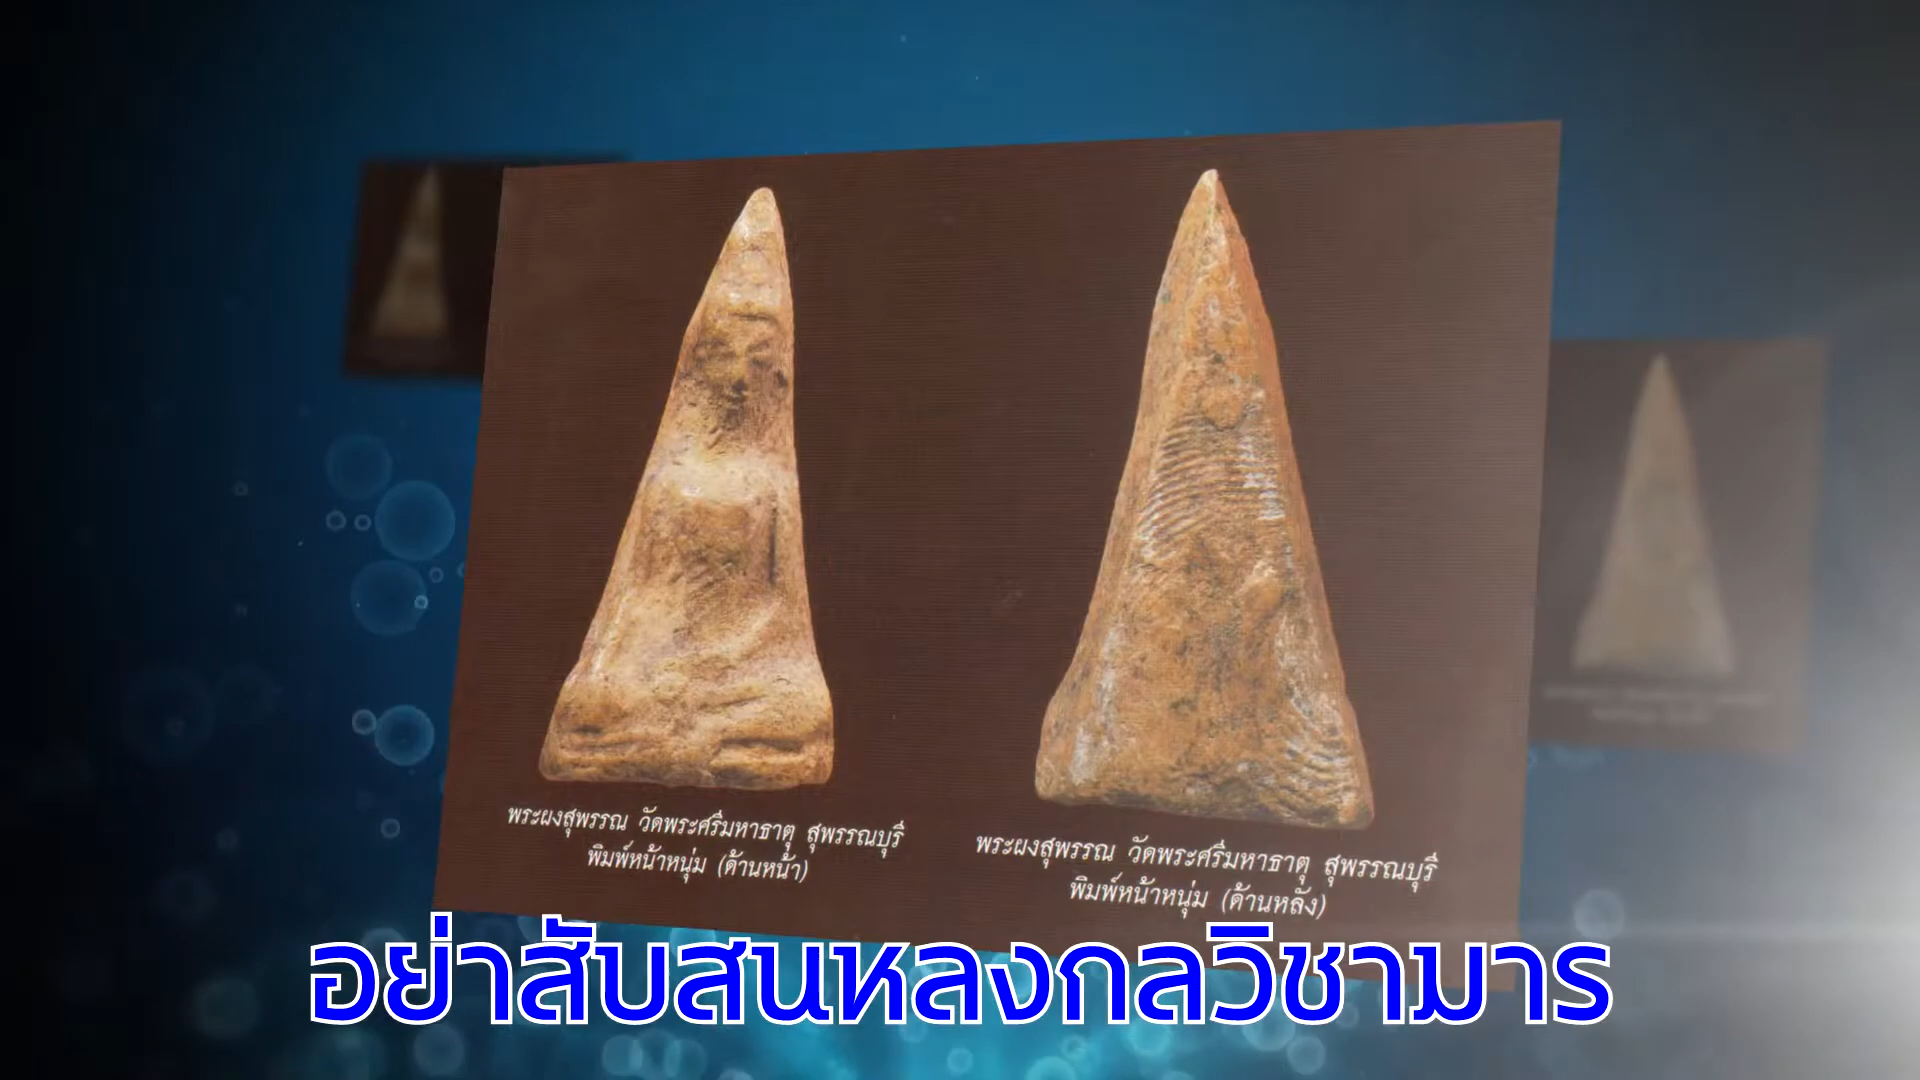 พระผงสุพรรณ วัดพระศรีมหาธาตุ สุพรรณบุรี
พิมพ์หน้าหนุ่ม (ด้านหน้า)
พระผงสุพรรณ วัดพระศรีมหาธาตุ สุพรรณบุรี
พิมพ์หน้าหนุ่ม (ด้านหลัง)
อย่าสับสนหลงกลวิชามาร